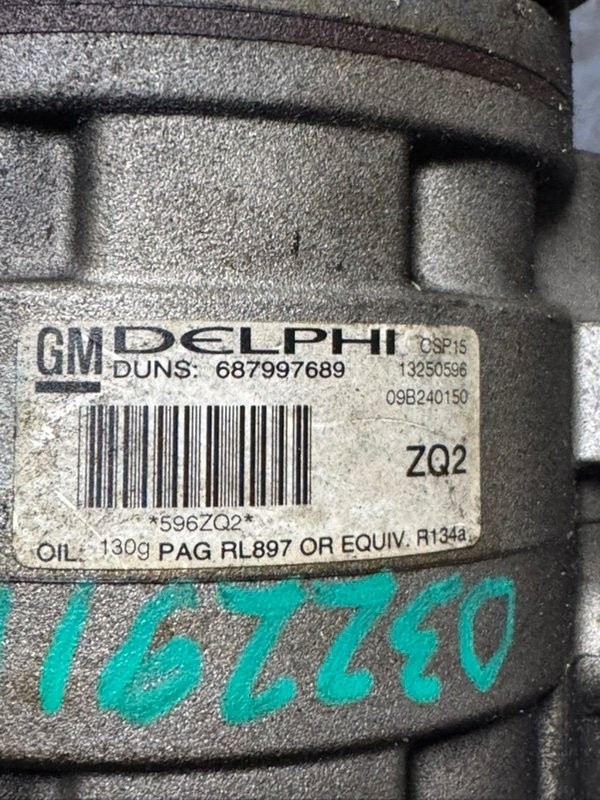 GM DELPHI CSP15
DUNS: 687997689 13250596
09B240150
ZQ2
*596ZQ2*
OIL: 130g PAG RL897 OR EQUIV. R134a